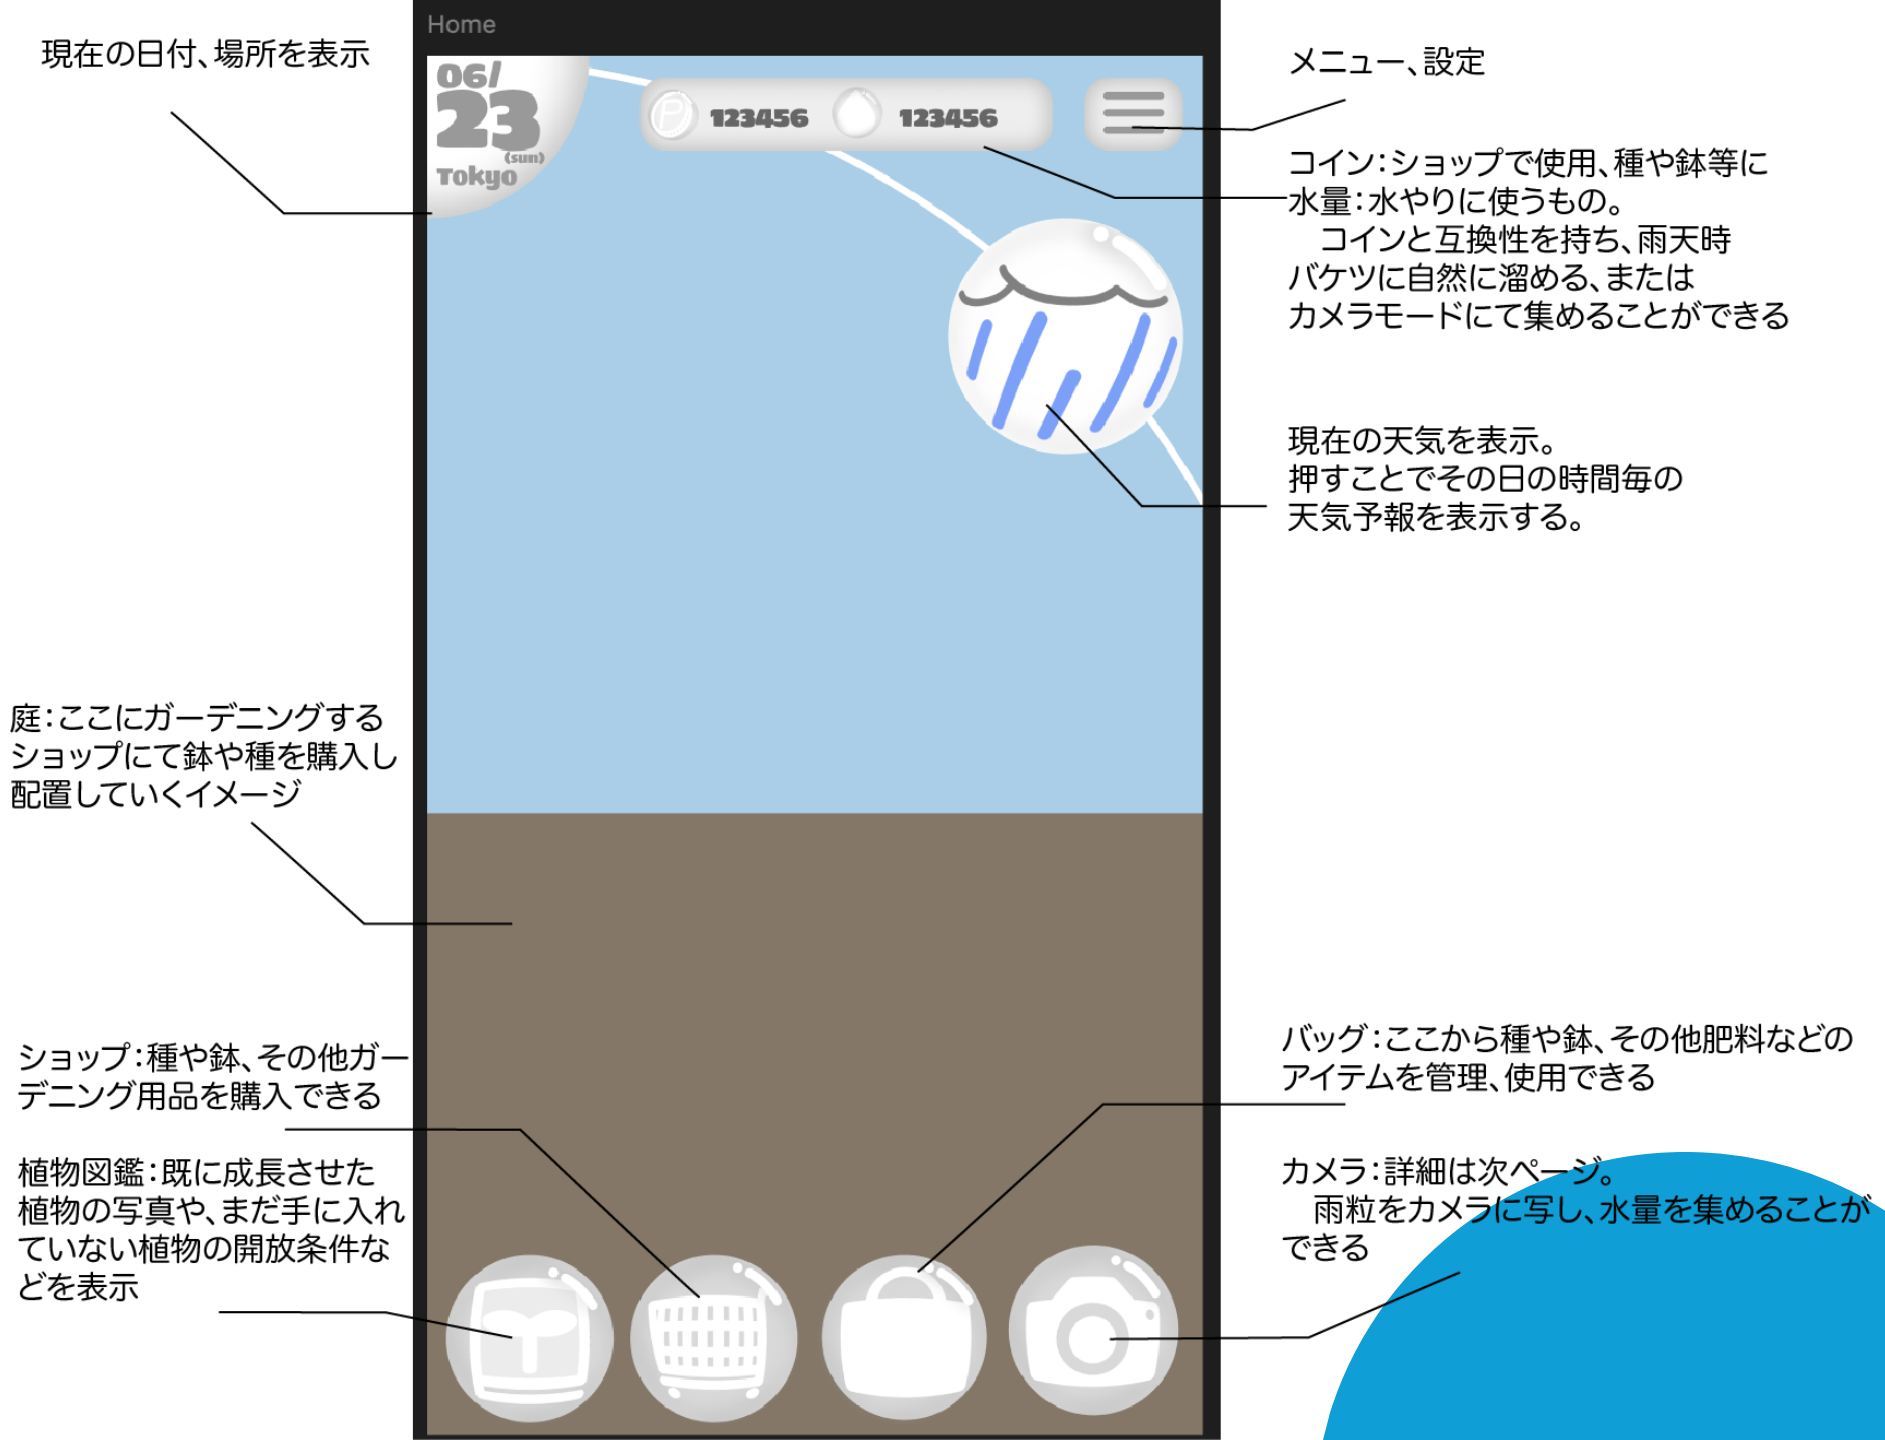 Home
現在の日付、場所を表示
06/
23
(sun)
Tokyo
P
123456
123456
メニュー、設定
コイン：ショップで使用、種や鉢等に
水量：水やりに使うもの。
　コインと互換性を持ち、雨天時
バケツに自然に溜める、または
カメラモードにて集めることができる
現在の天気を表示。
押すことでその日の時間毎の
天気予報を表示する。
庭：ここにガーデニングする
ショップにて鉢や種を購入し
配置していくイメージ
ショップ：種や鉢、その他ガー
デニング用品を購入できる
植物図鑑：既に成長させた
植物の写真や、まだ手に入れ
ていない植物の開放条件な
どを表示
バッグ：ここから種や鉢、その他肥料などの
アイテムを管理、使用できる
カメラ：詳細は次ページ。
　雨粒をカメラに写し、水量を集めることが
できる